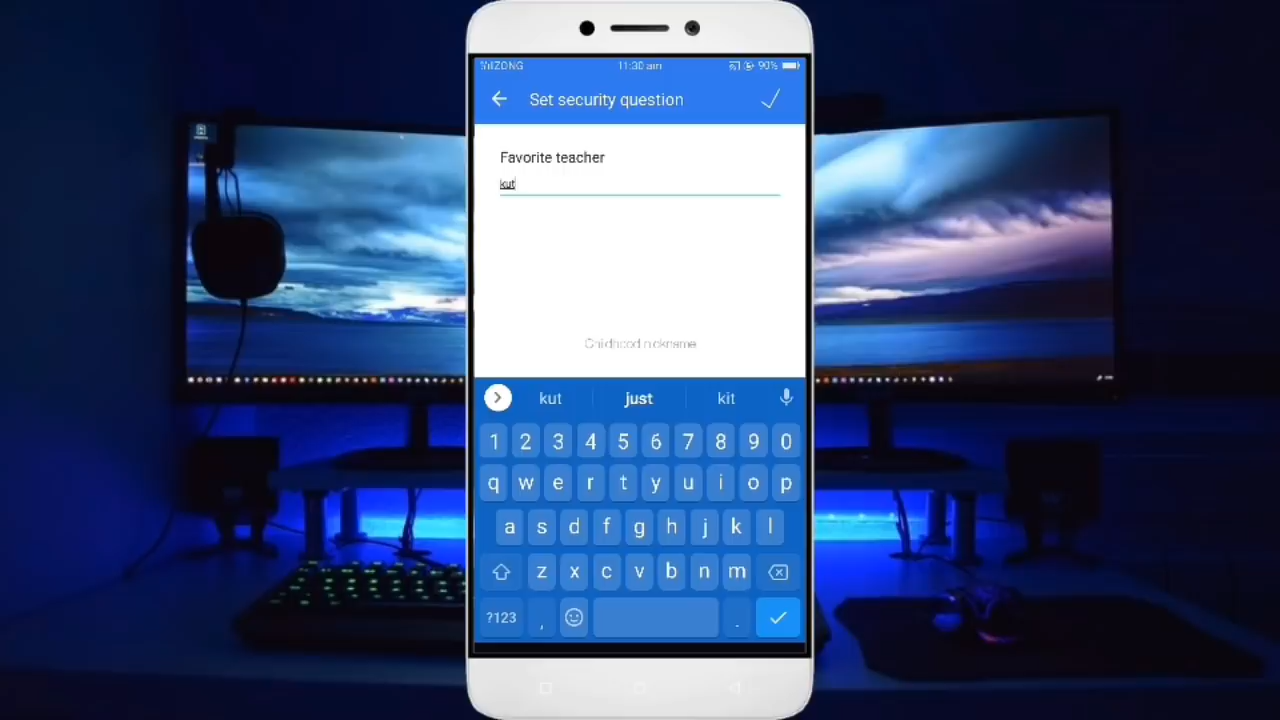 ZONG 11:30 am 90%
Set security question
Favorite teacher
kut
Childhood nickname
kut just kit
1 2 3 4 5 6 7 8 9 0
q w e r t y u i o p
a s d f g h j k l
z x c v b n m
?123 , .